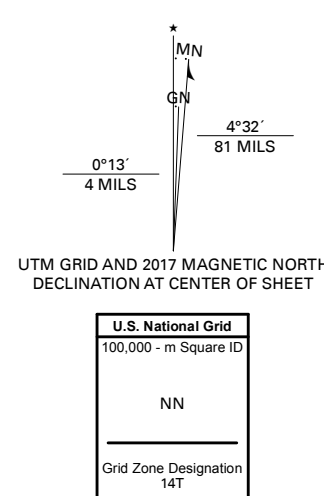 ★
MN
GN
4°32´
81 MILS
0°13´
4 MILS
UTM GRID AND 2017 MAGNETIC NORTH
DECLINATION AT CENTER OF SHEET
U.S. National Grid
100,000 - m Square ID
NN
Grid Zone Designation
14T